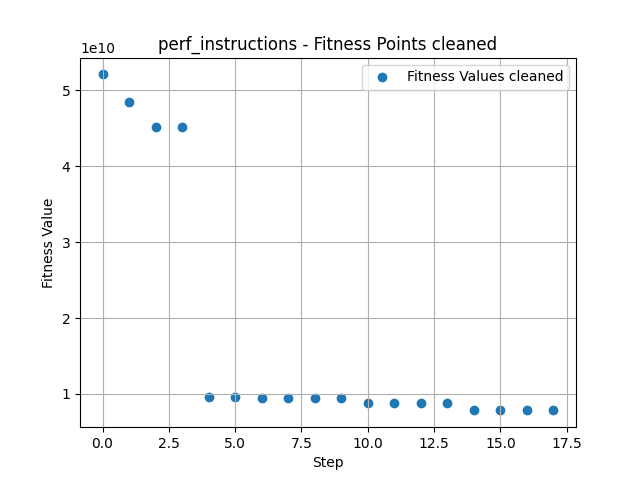 perf_instructions - Fitness Points cleaned
1e10
Fitness Values cleaned
5
4
3
2
1
Fitness Value
0.0 2.5 5.0 7.5 10.0 12.5 15.0 17.5
Step